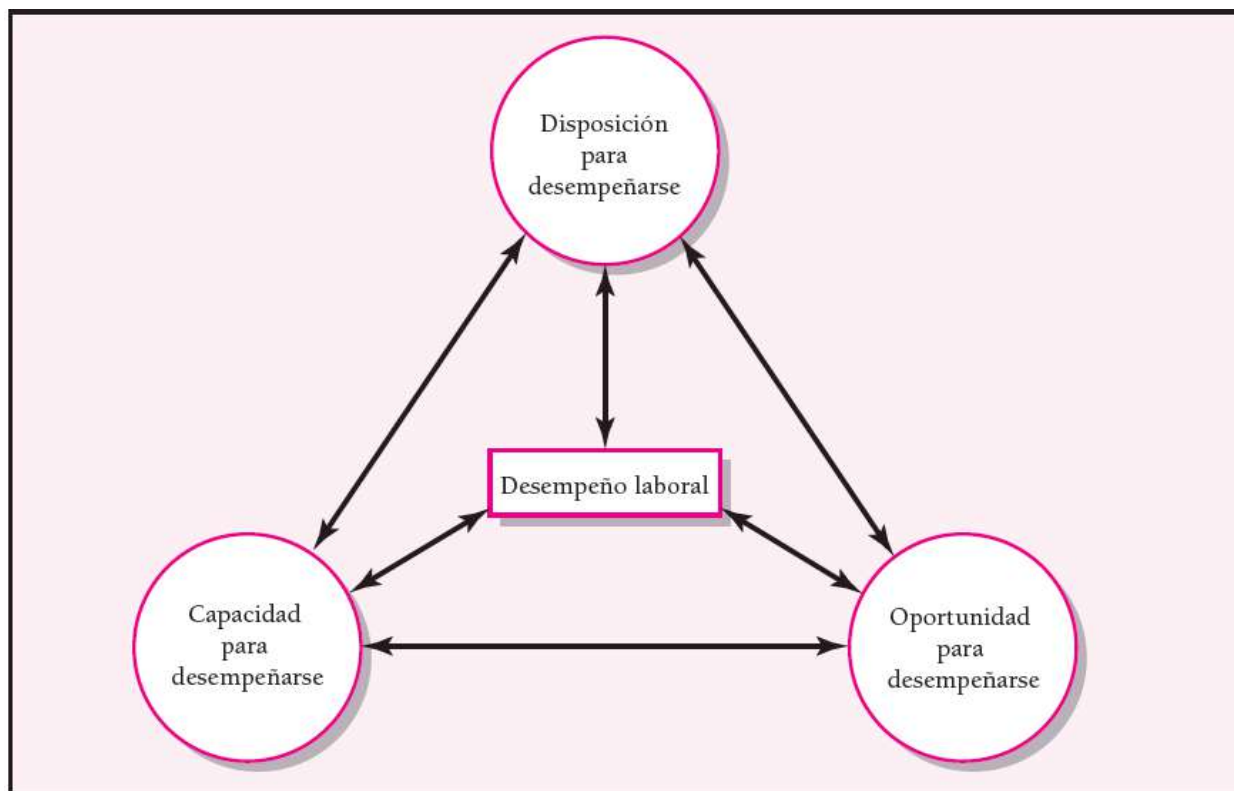 Disposición
para
desempeñarse
Desempeño laboral
Capacidad
para
desempeñarse
Oportunidad
para
desempeñarse